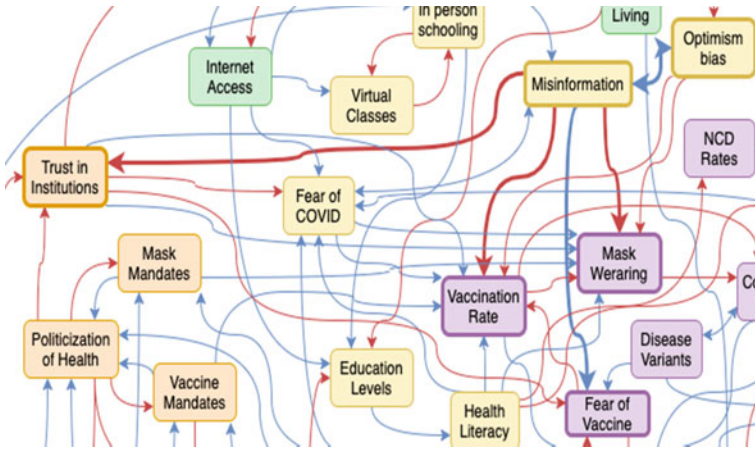 in person
schooling
Living
Optimism
bias
Internet
Access
Misinformation
Virtual
Classes
NCD
Rates
Trust in
Institutions
Fear of
COVID
Mask
Mandates
Mask
Weraring
Vaccination
Rate
Politicization
of Health
Disease
Variants
Education
Levels
Vaccine
Mandates
Health
Literacy
Fear of
Vaccine